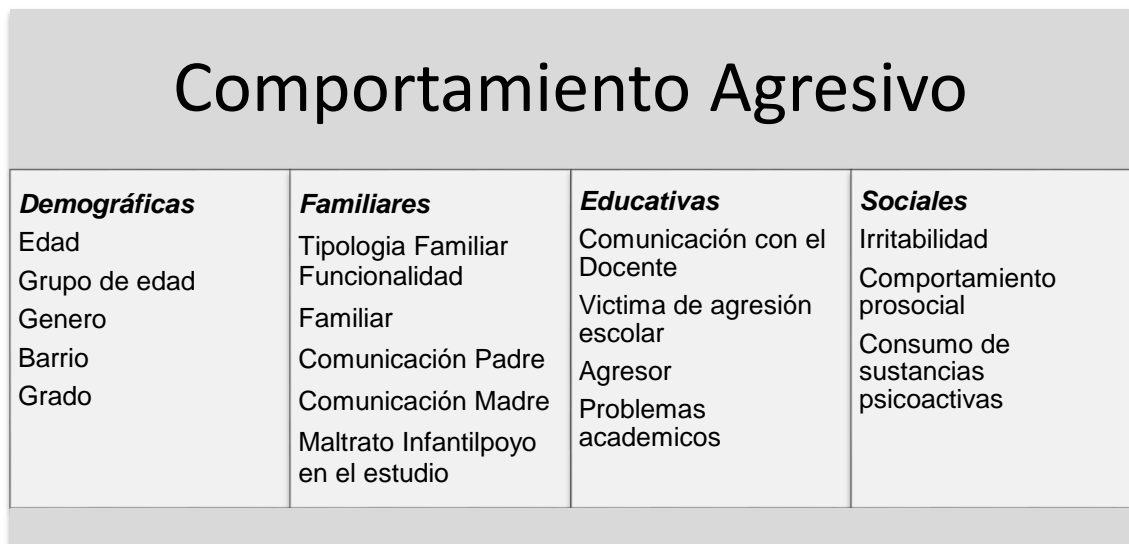 Comportamiento Agresivo
Demográficas
Edad
Grupo de edad
Genero
Barrio
Grado
Familiares
Tipologia Familiar
Funcionalidad
Familiar
Comunicación Padre
Comunicación Madre
Maltrato Infantilpoyo
en el estudio
Educativas
Comunicación con el
Docente
Victima de agresión
escolar
Agresor
Problemas
academicos
Sociales
Irritabilidad
Comportamiento
prosocial
Consumo de
sustancias
psicoactivas